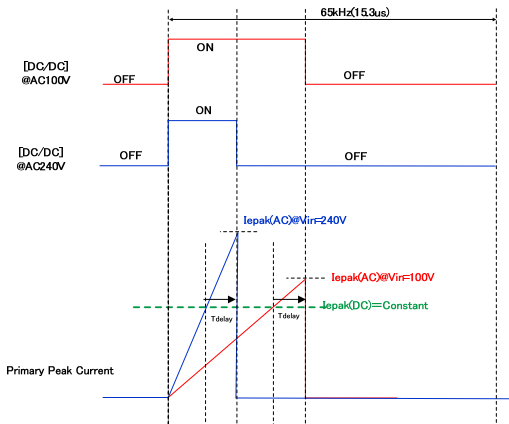 65kHz(15.3us)
[DC/DC]
@AC100V
OFF
ON
OFF
[DC/DC]
@AC240V
OFF
ON
OFF
Iepak(AC)@Vin=240V
Iepak(AC)@Vin=100V
Iepak(DC)=Constant
Tdelay
Tdelay
Primary Peak Current